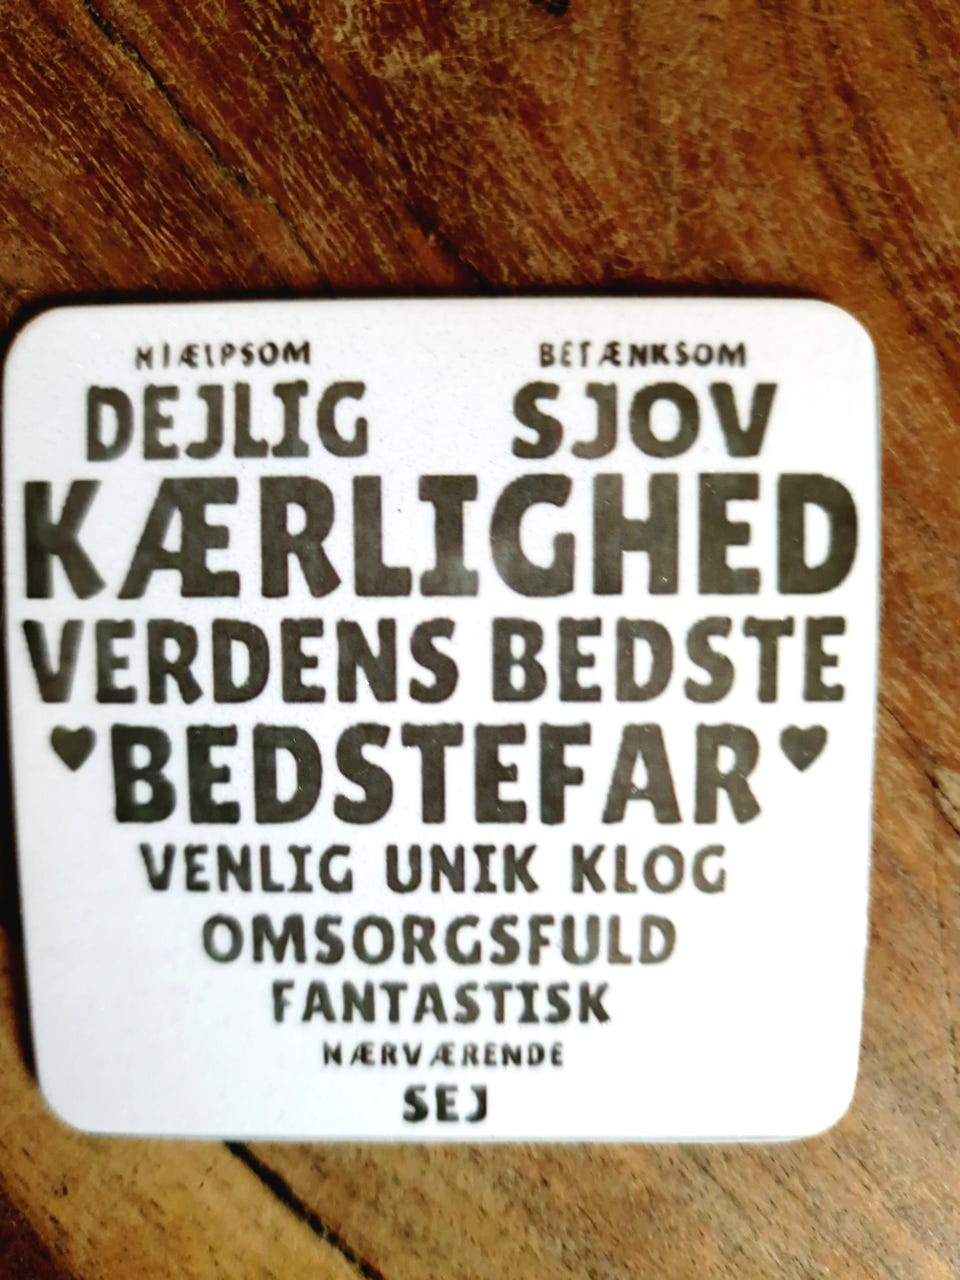 HJÆLPSOM BETÆNKSOM
DEJLIG SJOV
KÆRLIGHED
VERDENS BEDSTE
♥BEDSTEFAR♥
VENLIG UNIK KLOG
OMSORGSFULD
FANTASTISK
NÆRVÆRENDE
SEJ